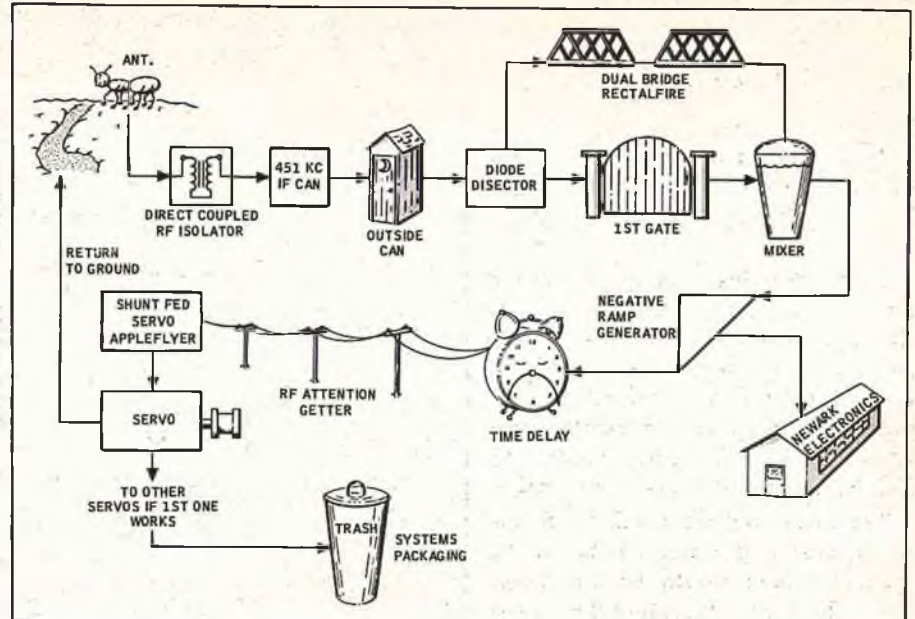 ANT.
DUAL BRIDGE
RECTALFIRE
451 KC
IF CAN
DIODE
DISECTOR
DIRECT COUPLED
RF ISOLATOR
OUTSIDE
CAN
1ST GATE
MIXER
RETURN
TO GROUND
SHUNT FED
SERVO
APPLEFLYER
NEGATIVE
RAMP
GENERATOR
RF ATTENTION
GETTER
TIME DELAY
SERVO
NEWARK
ELECTRONICS
TO OTHER
SERVOS IF 1ST ONE
WORKS
TRASH
SYSTEMS
PACKAGING